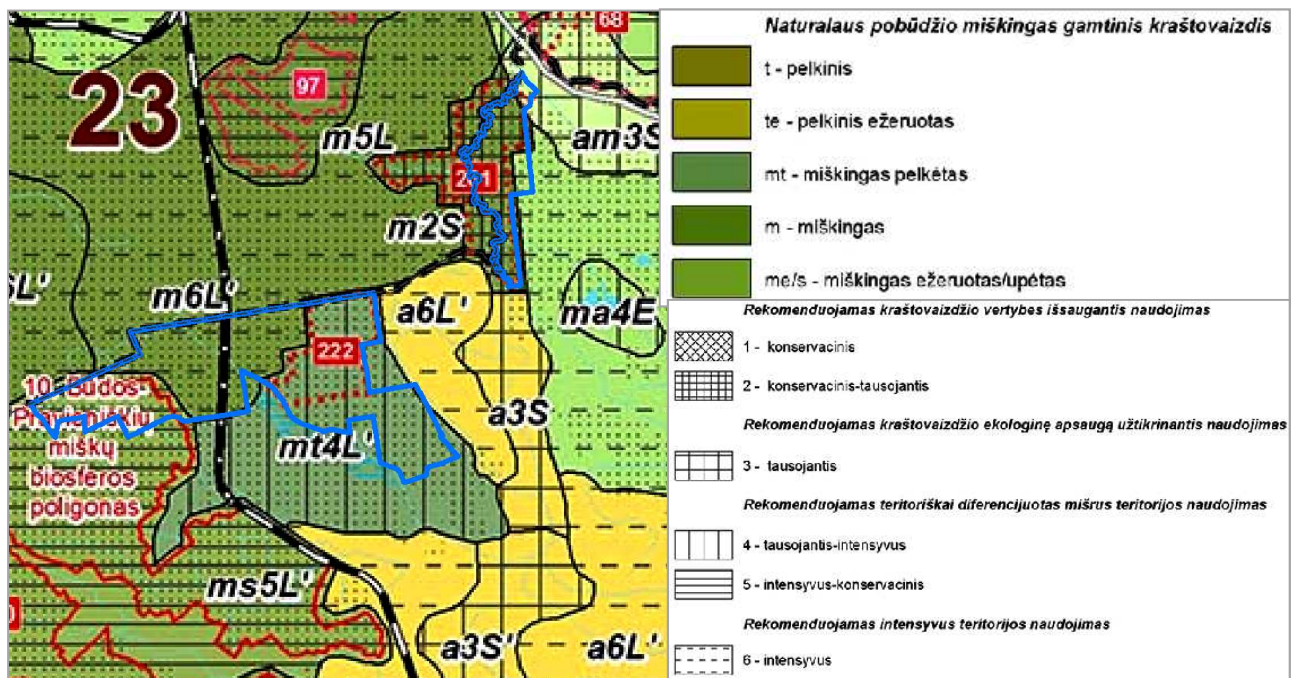 23
97
68
m5L
am3S
201
m2S
6L'
m6L'
a6L'
ma4E
222
10. Būdos-
Pravieniškių
miškų
biosferos
poligonas
a3S
mt4L'
ms5L'
a3S'
a6L'
Naturalaus pobūdžio miškingas gamtinis kraštovaizdis
t - pelkinis
te - pelkinis ežeruotas
mt - miškingas pelkėtas
m - miškingas
me/s - miškingas ežeruotas/upėtas
Rekomenduojamas kraštovaizdžio vertybes išsaugantis naudojimas
1 - konservacinis
2 - konservacinis-tausojantis
Rekomenduojamas kraštovaizdžio ekologinę apsaugą užtikrinantis naudojimas
3 - tausojantis
Rekomenduojamas teritoriškai diferencijuotas mišrus teritorijos naudojimas
4 - tausojantis-intensyvus
5 - intensyvus-konservacinis
Rekomenduojamas intensyvus teritorijos naudojimas
6 - intensyvus